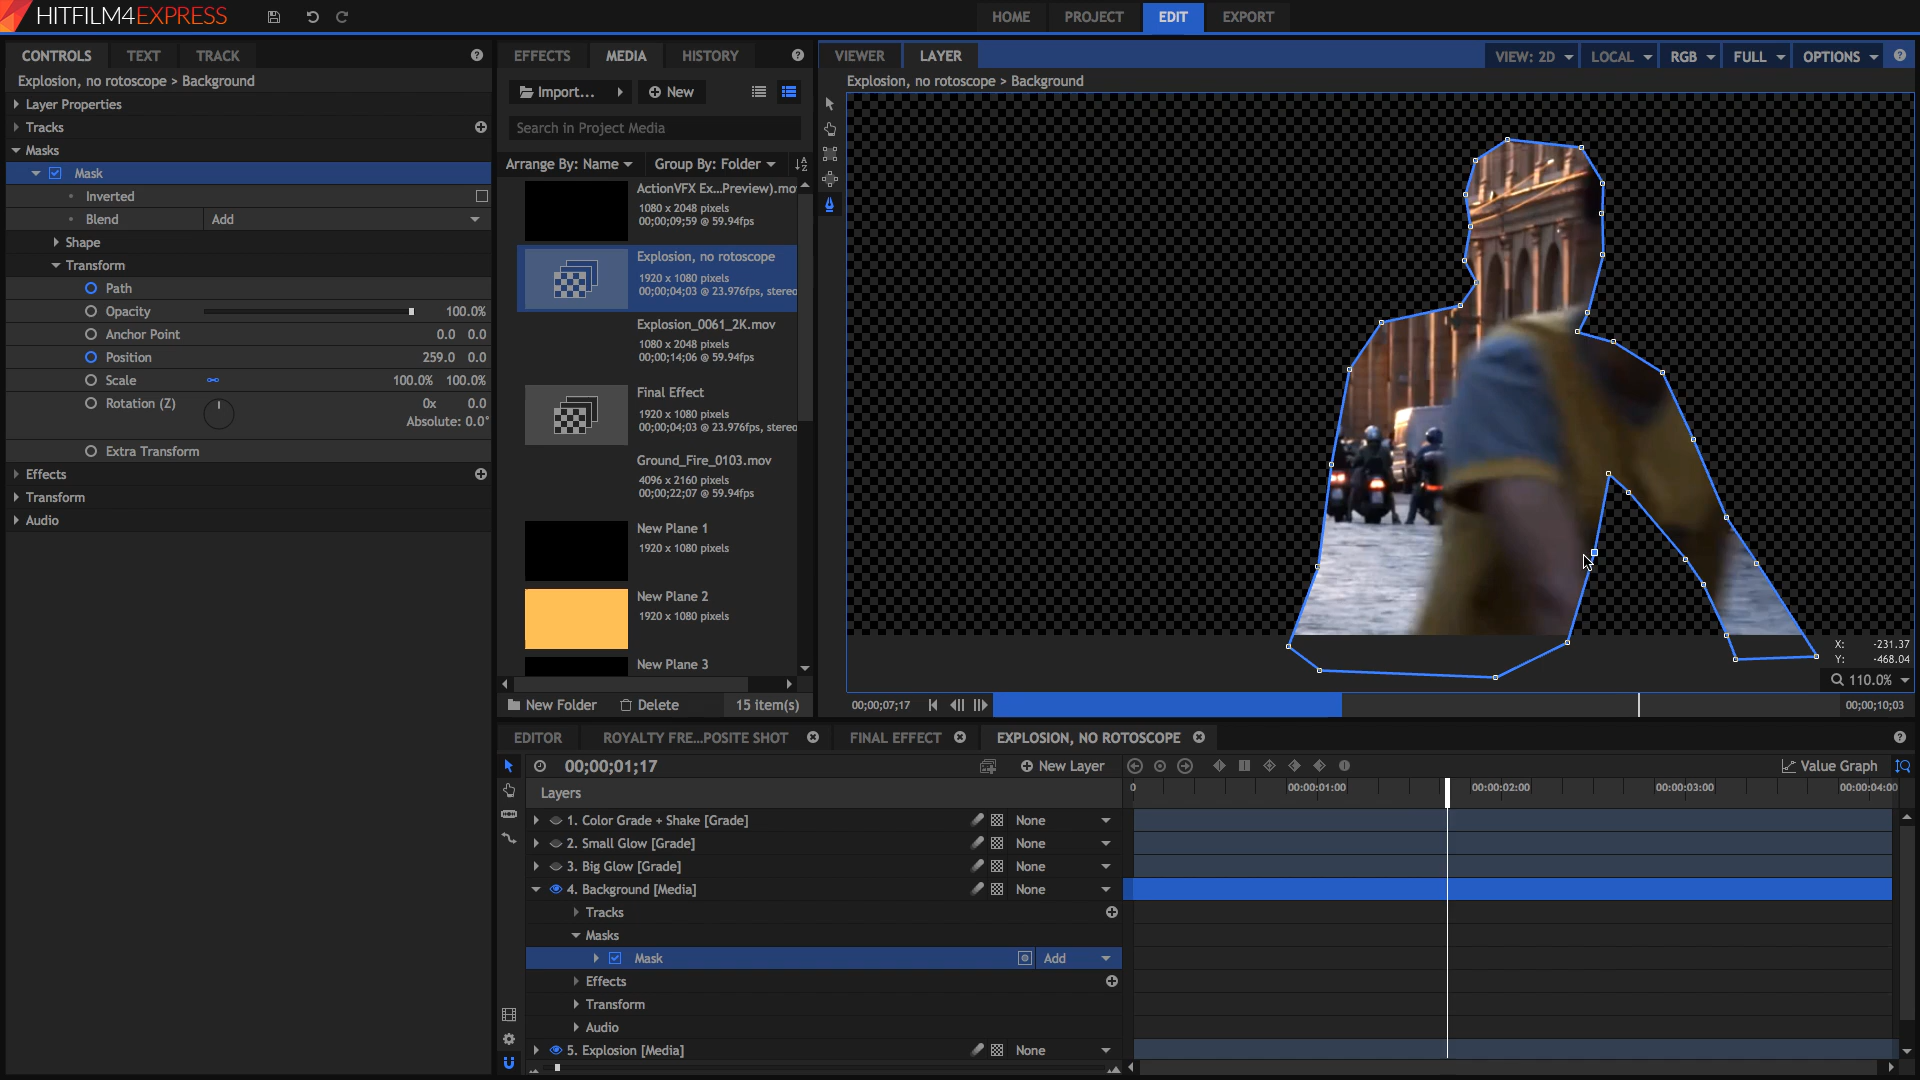 HITFILM4EXPRESS
HOME
PROJECT
EDIT
EXPORT
CONTROLS
TEXT
TRACK
Explosion, no rotoscope > Background
Layer Properties
Tracks
Masks
Mask
Inverted
Blend
Add
Shape
Transform
Path
Opacity
100.0%
Anchor Point
0.0 0.0
Position
259.0 0.0
Scale
100.0% 100.0%
Rotation (Z)
0x 0.0
Absolute: 0.0°
Extra Transform
Effects
Transform
Audio
EFFECTS
MEDIA
HISTORY
Import...
New
Search in Project Media
Arrange By: Name
Group By: Folder
ActionVFX Ex...Preview).mo
1080 x 2048 pixels
00;00;09;59 @ 59.94fps
Explosion, no rotoscope
1920 x 1080 pixels
00;00;04;03 @ 23.976fps, stereo
Explosion_0061_2K.mov
1080 x 2048 pixels
00;00;14;06 @ 59.94fps
Final Effect
1920 x 1080 pixels
00;00;04;03 @ 23.976fps, stereo
Ground_Fire_0103.mov
4096 x 2160 pixels
00;00;22;07 @ 59.94fps
New Plane 1
1920 x 1080 pixels
New Plane 2
1920 x 1080 pixels
New Plane 3
New Folder
Delete
15 item(s)
VIEWER
LAYER
VIEW: 2D
LOCAL
RGB
FULL
OPTIONS
Explosion, no rotoscope > Background
X: -231.37
Y: -468.04
110.0%
00;00;07;17
00;00;10;03
EDITOR
ROYALTY FRE...POSITE SHOT
FINAL EFFECT
EXPLOSION, NO ROTOSCOPE
00;00;01;17
New Layer
Value Graph
Layers
0
00:00:01:00
00:00:02:00
00:00:03:00
00:00:04:00
1. Color Grade + Shake [Grade]
None
2. Small Glow [Grade]
None
3. Big Glow [Grade]
None
4. Background [Media]
None
Tracks
Masks
Mask
Add
Effects
Transform
Audio
5. Explosion [Media]
None